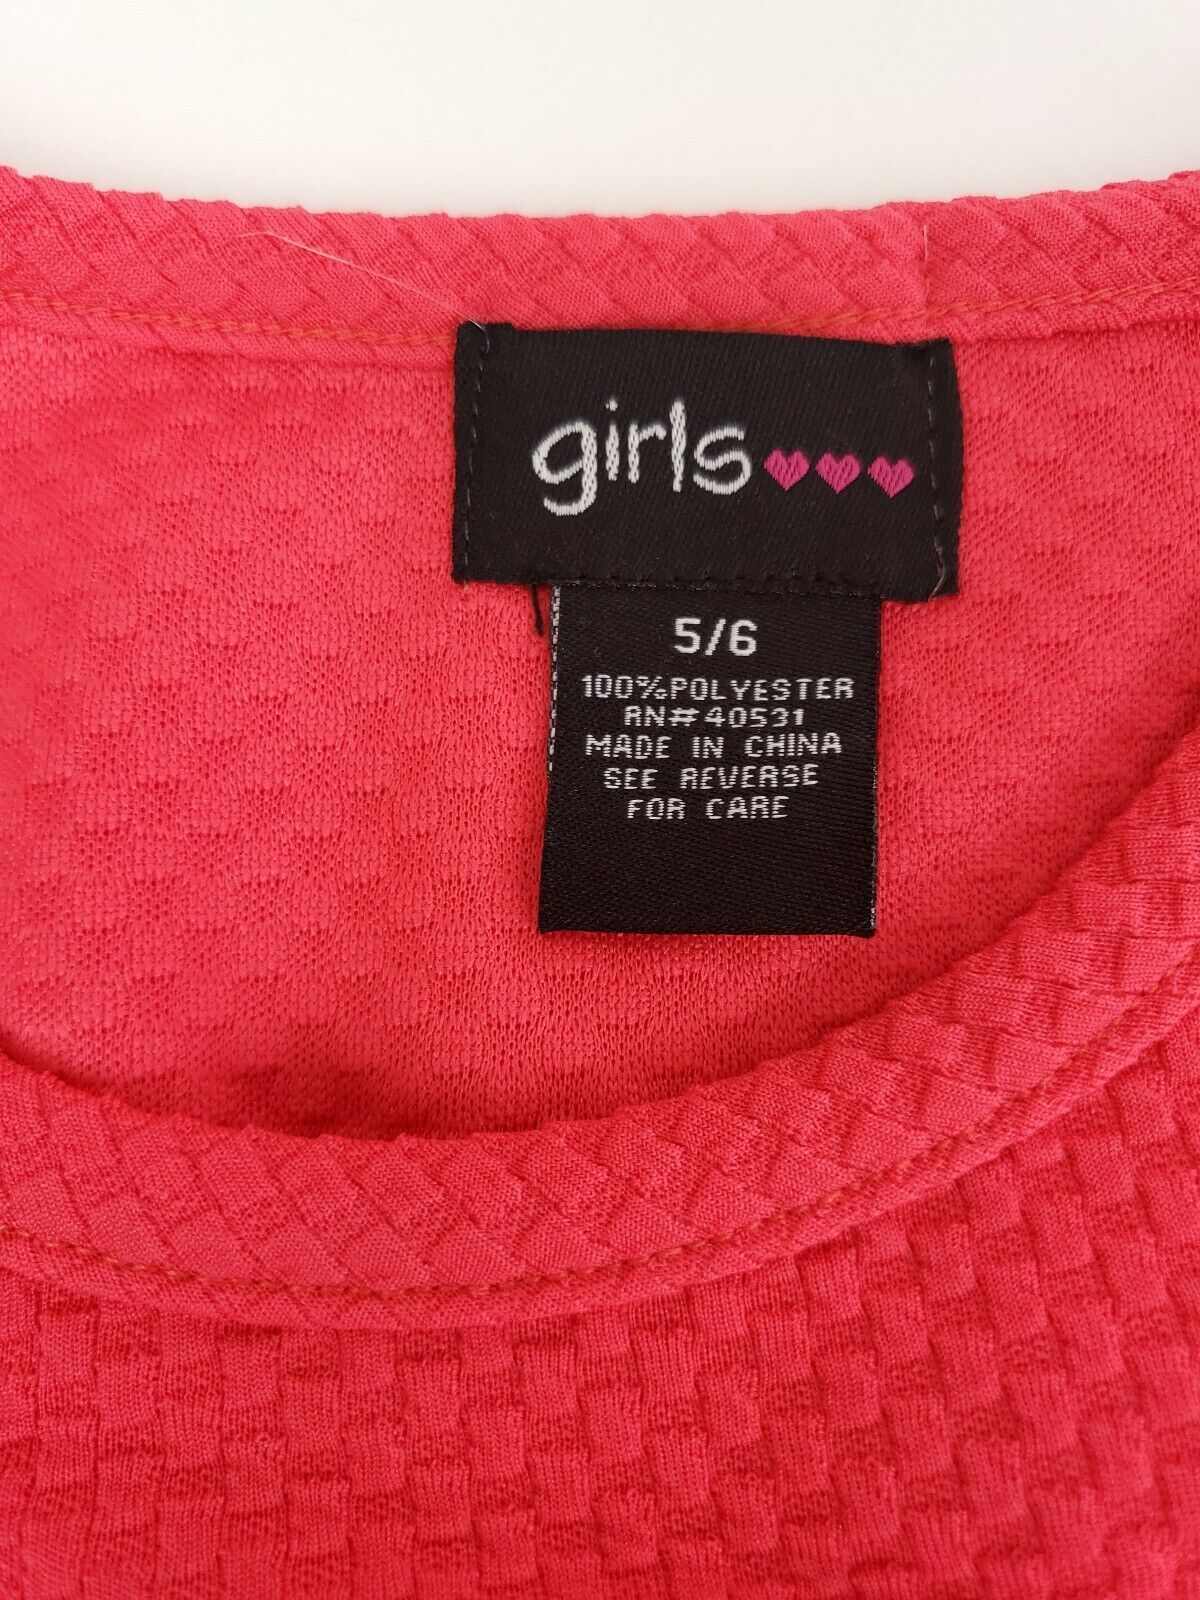 girls
5/6
100%POLYESTER
RN#40531
MADE IN CHINA
SEE REVERSE
FOR CARE